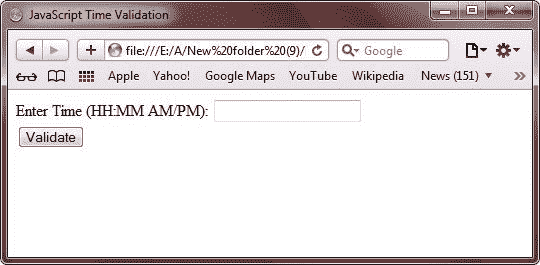 JavaScript Time Validation
file:///E:/A/New%20folder%20(9)/
Google
Apple Yahoo! Google Maps YouTube Wikipedia News (151)
Enter Time (HH:MM AM/PM):
Validate